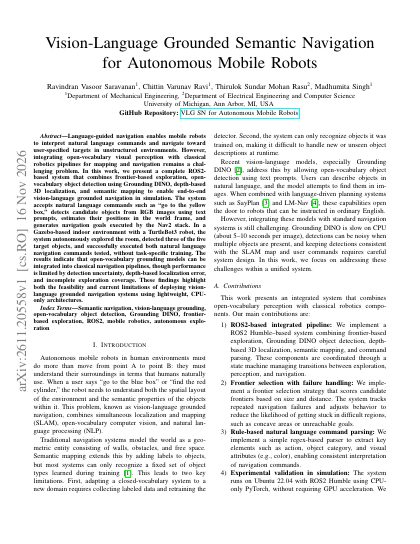 Vision-Language Grounded Semantic Navigation
for Autonomous Mobile Robots
Ravindran Vasoor Saravanan¹, Chittin Varunav Ravi¹, Thirulok Sundar Mohan Rasu², Madhumita Singh¹
¹Department of Mechanical Engineering, ²Department of Electrical Engineering and Computer Science
University of Michigan, Ann Arbor, MI, USA
GitHub Repository: VLG SN for Autonomous Mobile Robots
arXiv:2611.20558v1 [cs.RO] 16 Nov 2026
Abstract—Language-guided navigation enables mobile robots
to interpret natural language commands and navigate toward
user-specified targets in unstructured environments. However,
integrating open-vocabulary visual perception with classical
robotics pipelines for mapping and navigation remains a chal-
lenging problem. In this work, we present a complete ROS2-
based system that combines frontier-based exploration, open-
vocabulary object detection using Grounding DINO, depth-based
3D localization, and semantic mapping to enable end-to-end
vision-language grounded navigation in simulation. The system
accepts natural language commands such as "go to the yellow
box," detects candidate objects from RGB images using text
prompts, estimates their positions in the world frame, and
generates navigation goals executed by the Nav2 stack. In a
Gazebo-based indoor environment with a TurtleBot3 robot, the
system autonomously explored the room, detected three of five
target objects, and successfully executed both natural language
navigation commands tested, without task-specific training. The
results indicate that open-vocabulary grounding models can be
integrated into classical navigation pipelines, though performance
is limited by detection uncertainty, depth-based localization error,
and incomplete exploration coverage. These findings highlight
both the feasibility and current limitations of deploying vision-
language grounded navigation systems using lightweight, CPU-
only architectures.
Index Terms—Semantic navigation, vision-language grounding,
open-vocabulary object detection, Grounding DINO, frontier-
based exploration, ROS2, mobile robotics, autonomous explo-
ration
I. INTRODUCTION
Autonomous mobile robots in human environments must
do more than move from point A to point B: they must
understand their surroundings in terms that humans naturally
use. When a user says "go to the blue box" or "find the red
cylinder," the robot needs to understand both the spatial layout
of the environment and the semantic properties of the objects
within it. This problem, known as vision-language grounded
navigation, combines simultaneous localization and mapping
(SLAM), open-vocabulary computer vision, and natural lan-
guage processing (NLP).
Traditional navigation systems model the world as a geo-
metric entity consisting of walls, obstacles, and free space.
Semantic mapping extends this by adding labels to objects,
but most systems can only recognize a fixed set of object
types learned during training [1]. This leads to two key
limitations. First, adapting a closed-vocabulary system to a
new domain requires collecting labeled data and retraining the
detector. Second, the system can only recognize objects it was
trained on, making it difficult to handle new or unseen object
descriptions at runtime.
Recent vision-language models, especially Grounding DINO
[2], address this by allowing open-vocabulary object detection
using text prompts. Users can describe objects in
natural language, and the model attempts to find them in im-
ages. When combined with language-driven planning systems
such as SayPlan [3] and LM-Nav [4], these capabilities open
the door to robots that can be instructed in ordinary English.
However, integrating these models with standard navigation
systems is still challenging. Grounding DINO is slow on CPU
(about 5–10 seconds per image), detections can be noisy when
multiple objects are present, and keeping detections consistent
with the SLAM map and user commands requires careful
system design. In this work, we focus on addressing these
challenges within a unified system.
A. Contributions
This work presents an integrated system that combines
open-vocabulary perception with classical robotics compo-
nents. Our main contributions are:
1) ROS2-based integrated pipeline: We implement a
ROS2 Humble-based system combining frontier-based
exploration, Grounding DINO object detection, depth-
based 3D localization, semantic mapping, and command
parsing. These components are coordinated through a
state machine managing transitions between exploration,
perception, and navigation.
2) Frontier selection with failure handling: We imple-
ment a frontier selection strategy that scores candidate
frontiers based on size and distance. The system tracks
repeated navigation failures and adjusts behavior to
reduce the likelihood of getting stuck in difficult regions,
such as concave areas or unreachable goals.
3) Rule-based natural language command parsing: We
implement a simple regex-based parser to extract key
elements such as action, object category, and visual
attributes (e.g., color), enabling consistent interpretation
of navigation commands.
4) Experimental validation in simulation: The system
runs on Ubuntu 22.04 with ROS2 Humble using CPU-
only PyTorch, without requiring GPU acceleration. We